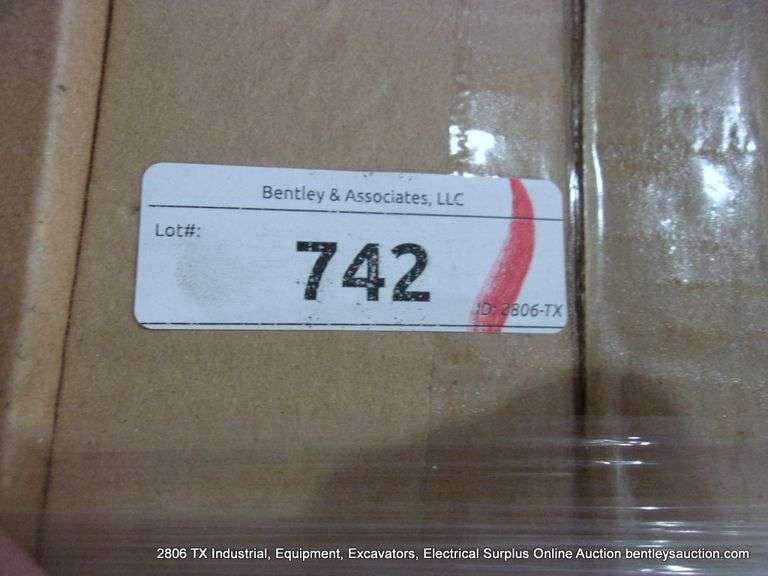 Bentley & Associates, LLC
Lot#:
742
ID: 2806-TX
2806 TX Industrial, Equipment, Excavators, Electrical Surplus Online Auction bentleysauction.com